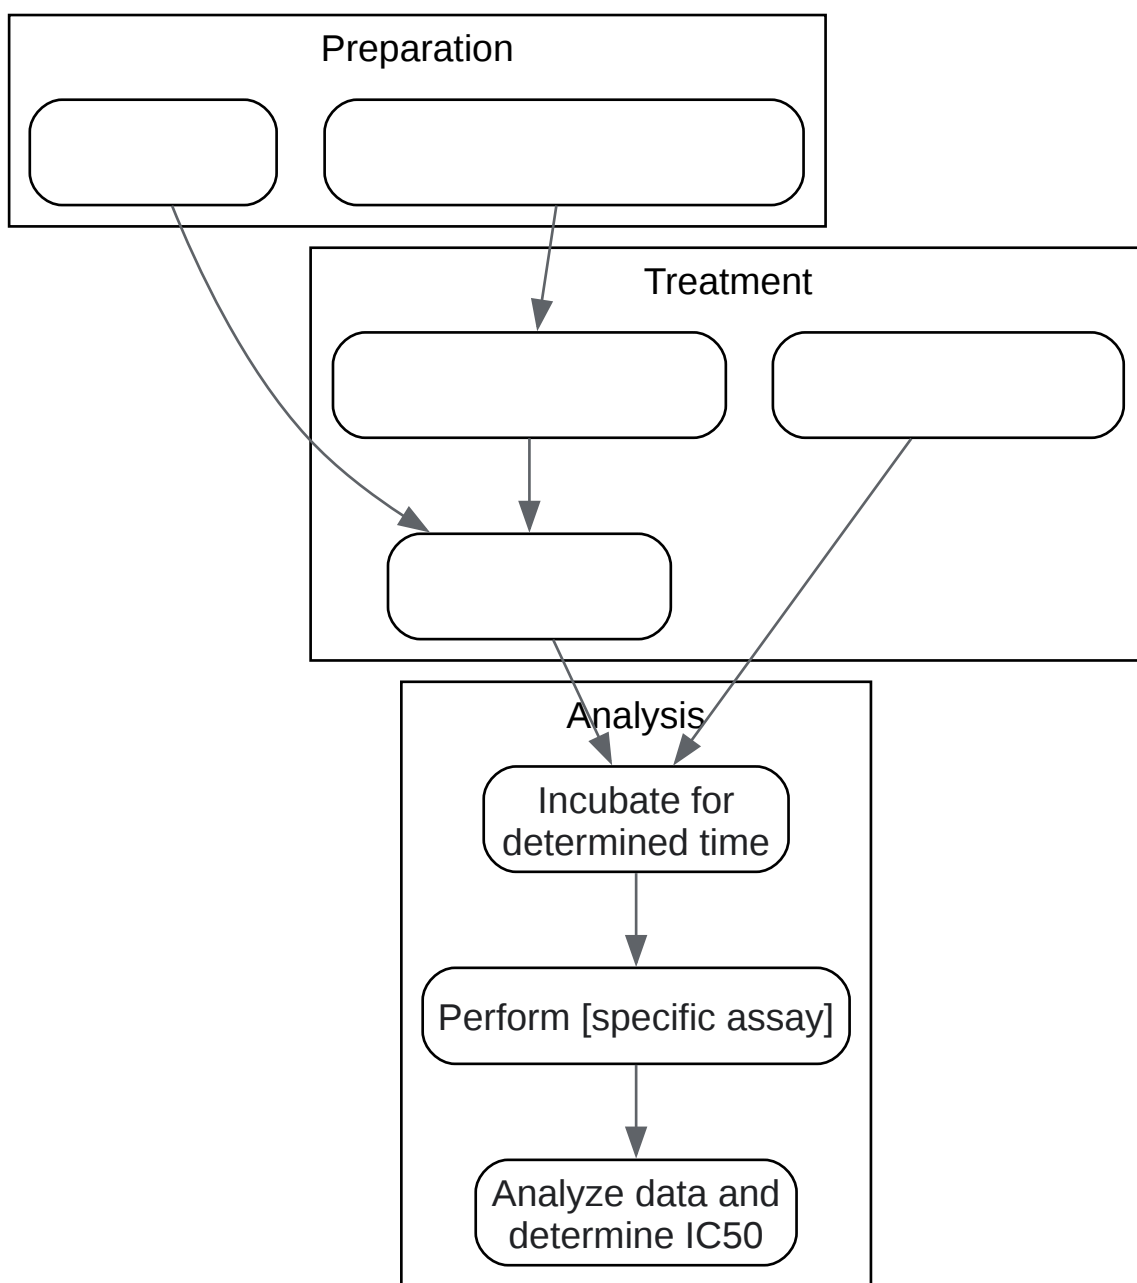 Preparation
Treatment
Analysis
Incubate for
determined time
Perform [specific assay]
Analyze data and
determine IC50